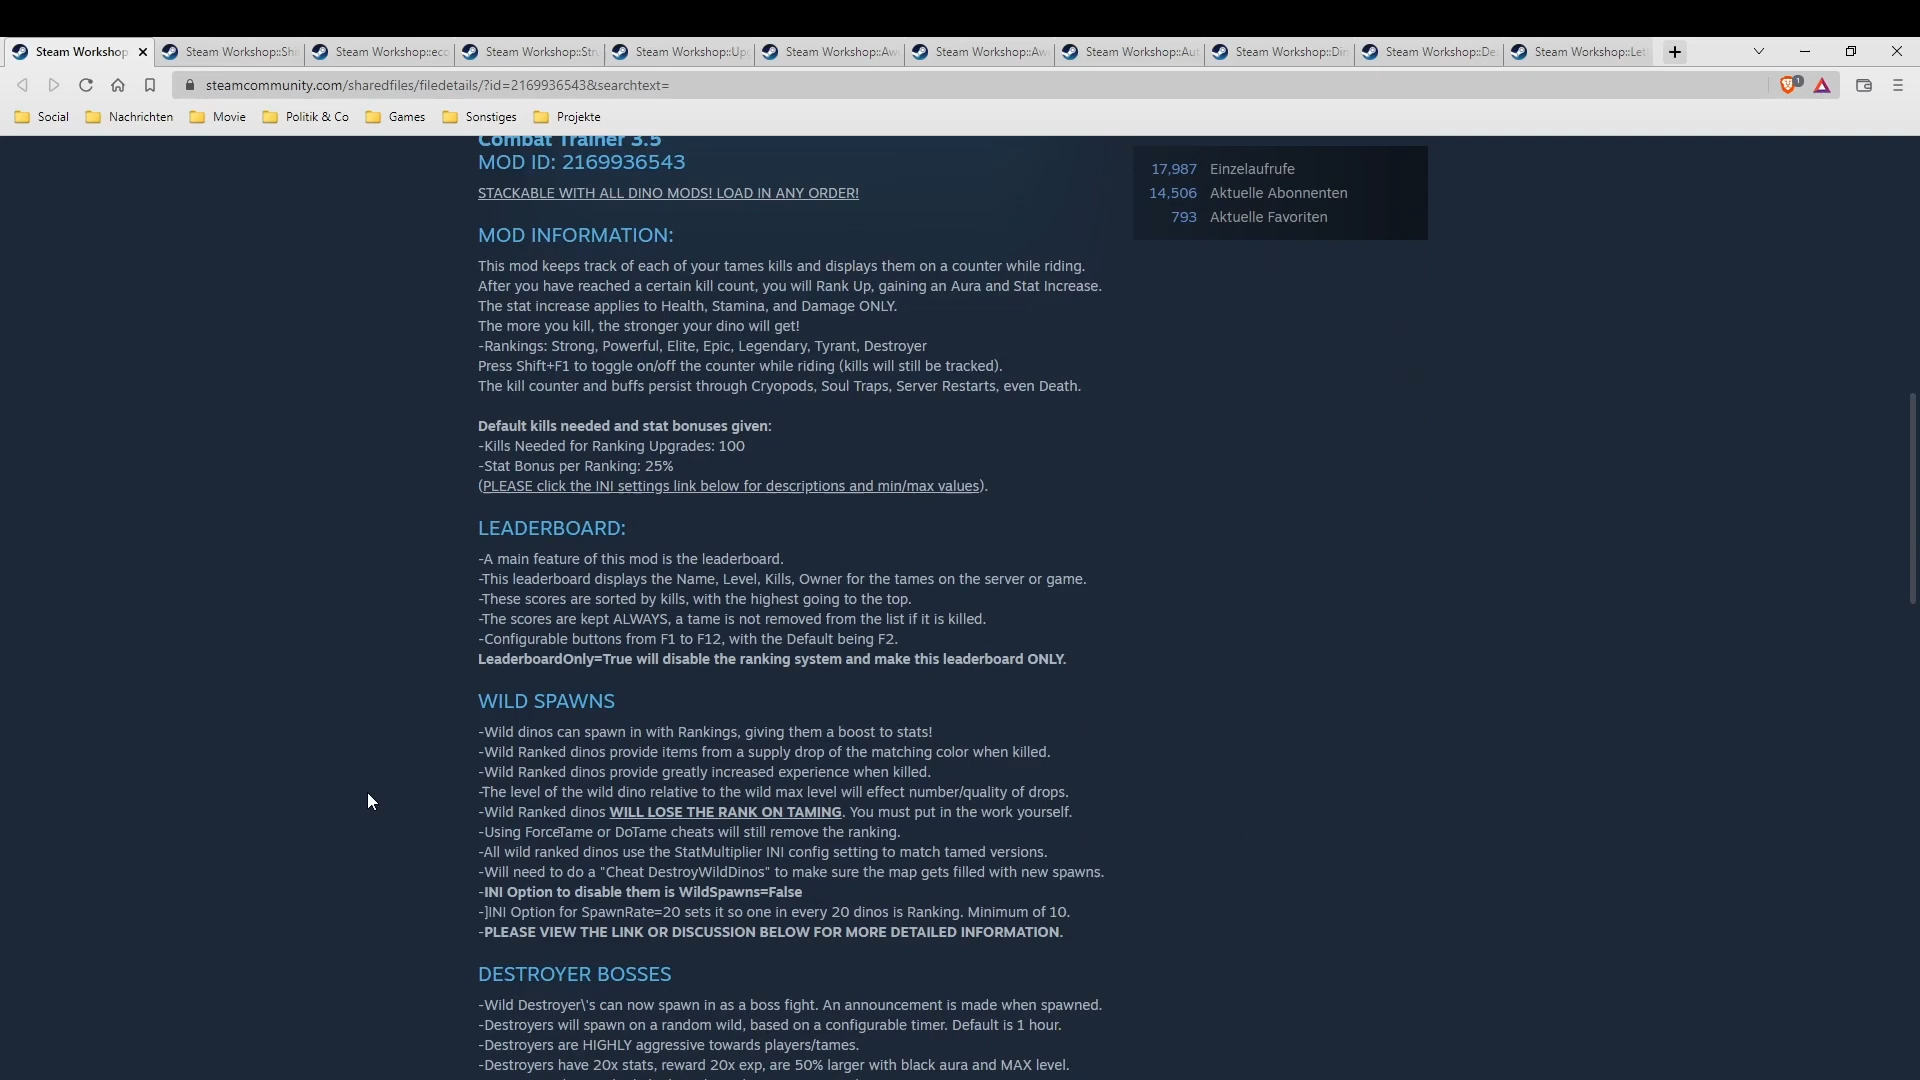 Steam Workshop
Steam Workshop::Sh
Steam Workshop::eco
Steam Workshop::Str
Steam Workshop::Up
Steam Workshop::Aw
Steam Workshop::Aw
Steam Workshop::Aut
Steam Workshop::Din
Steam Workshop::De
Steam Workshop::Let
steamcommunity.com/sharedfiles/filedetails/?id=2169936543&searchtext=
1
Social
Nachrichten
Movie
Politik & Co
Games
Sonstiges
Projekte
Combat Trainer 3.5
MOD ID: 2169936543
STACKABLE WITH ALL DINO MODS! LOAD IN ANY ORDER!
17,987 Einzelaufrufe
14,506 Aktuelle Abonnenten
793 Aktuelle Favoriten
MOD INFORMATION:
This mod keeps track of each of your tames kills and displays them on a counter while riding.
After you have reached a certain kill count, you will Rank Up, gaining an Aura and Stat Increase.
The stat increase applies to Health, Stamina, and Damage ONLY.
The more you kill, the stronger your dino will get!
-Rankings: Strong, Powerful, Elite, Epic, Legendary, Tyrant, Destroyer
Press Shift+F1 to toggle on/off the counter while riding (kills will still be tracked).
The kill counter and buffs persist through Cryopods, Soul Traps, Server Restarts, even Death.
Default kills needed and stat bonuses given:
-Kills Needed for Ranking Upgrades: 100
-Stat Bonus per Ranking: 25%
(PLEASE click the INI settings link below for descriptions and min/max values).
LEADERBOARD:
-A main feature of this mod is the leaderboard.
-This leaderboard displays the Name, Level, Kills, Owner for the tames on the server or game.
-These scores are sorted by kills, with the highest going to the top.
-The scores are kept ALWAYS, a tame is not removed from the list if it is killed.
-Configurable buttons from F1 to F12, with the Default being F2.
LeaderboardOnly=True will disable the ranking system and make this leaderboard ONLY.
WILD SPAWNS
-Wild dinos can spawn in with Rankings, giving them a boost to stats!
-Wild Ranked dinos provide items from a supply drop of the matching color when killed.
-Wild Ranked dinos provide greatly increased experience when killed.
-The level of the wild dino relative to the wild max level will effect number/quality of drops.
-Wild Ranked dinos WILL LOSE THE RANK ON TAMING. You must put in the work yourself.
-Using ForceTame or DoTame cheats will still remove the ranking.
-All wild ranked dinos use the StatMultiplier INI config setting to match tamed versions.
-Will need to do a "Cheat DestroyWildDinos" to make sure the map gets filled with new spawns.
-INI Option to disable them is WildSpawns=False
-]INI Option for SpawnRate=20 sets it so one in every 20 dinos is Ranking. Minimum of 10.
-PLEASE VIEW THE LINK OR DISCUSSION BELOW FOR MORE DETAILED INFORMATION.
DESTROYER BOSSES
-Wild Destroyer\'s can now spawn in as a boss fight. An announcement is made when spawned.
-Destroyers will spawn on a random wild, based on a configurable timer. Default is 1 hour.
-Destroyers are HIGHLY aggressive towards players/tames.
-Destroyers have 20x stats, reward 20x exp, are 50% larger with black aura and MAX level.